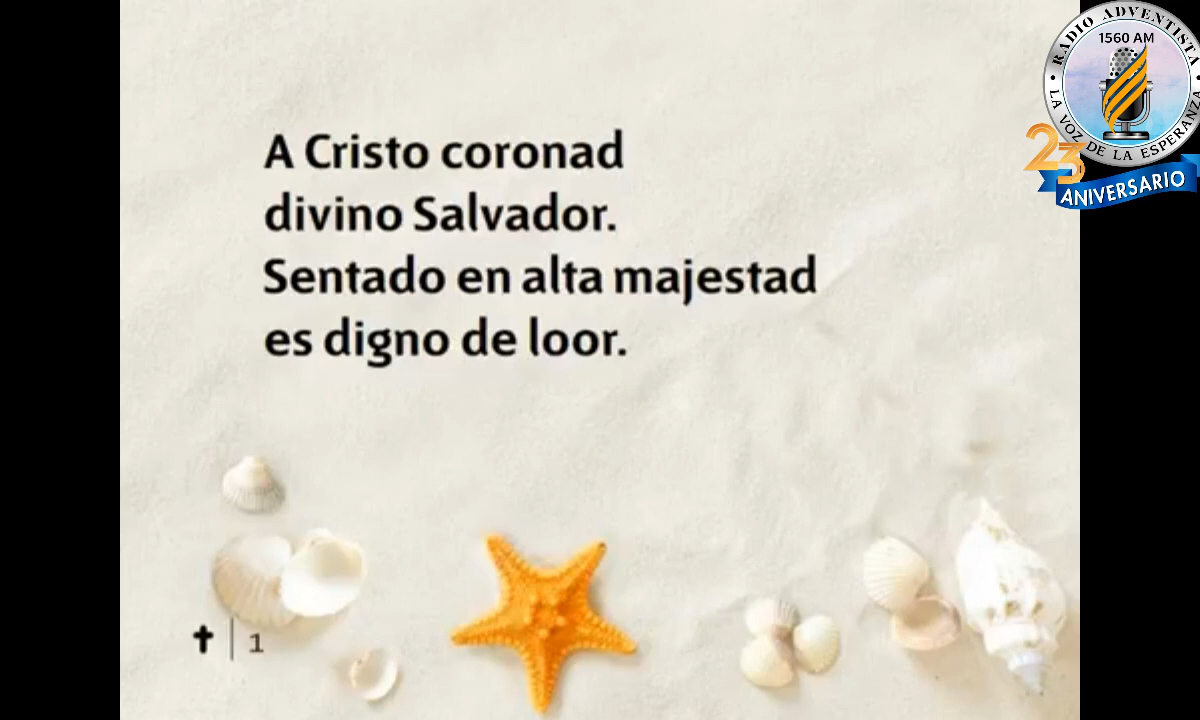 A Cristo coronad
divino Salvador.
Sentado en alta majestad
es digno de loor.
✝ | 1
RADIO ADVENTISTA
1560 AM
LA VOZ DE LA ESPERANZA
23
ANIVERSARIO